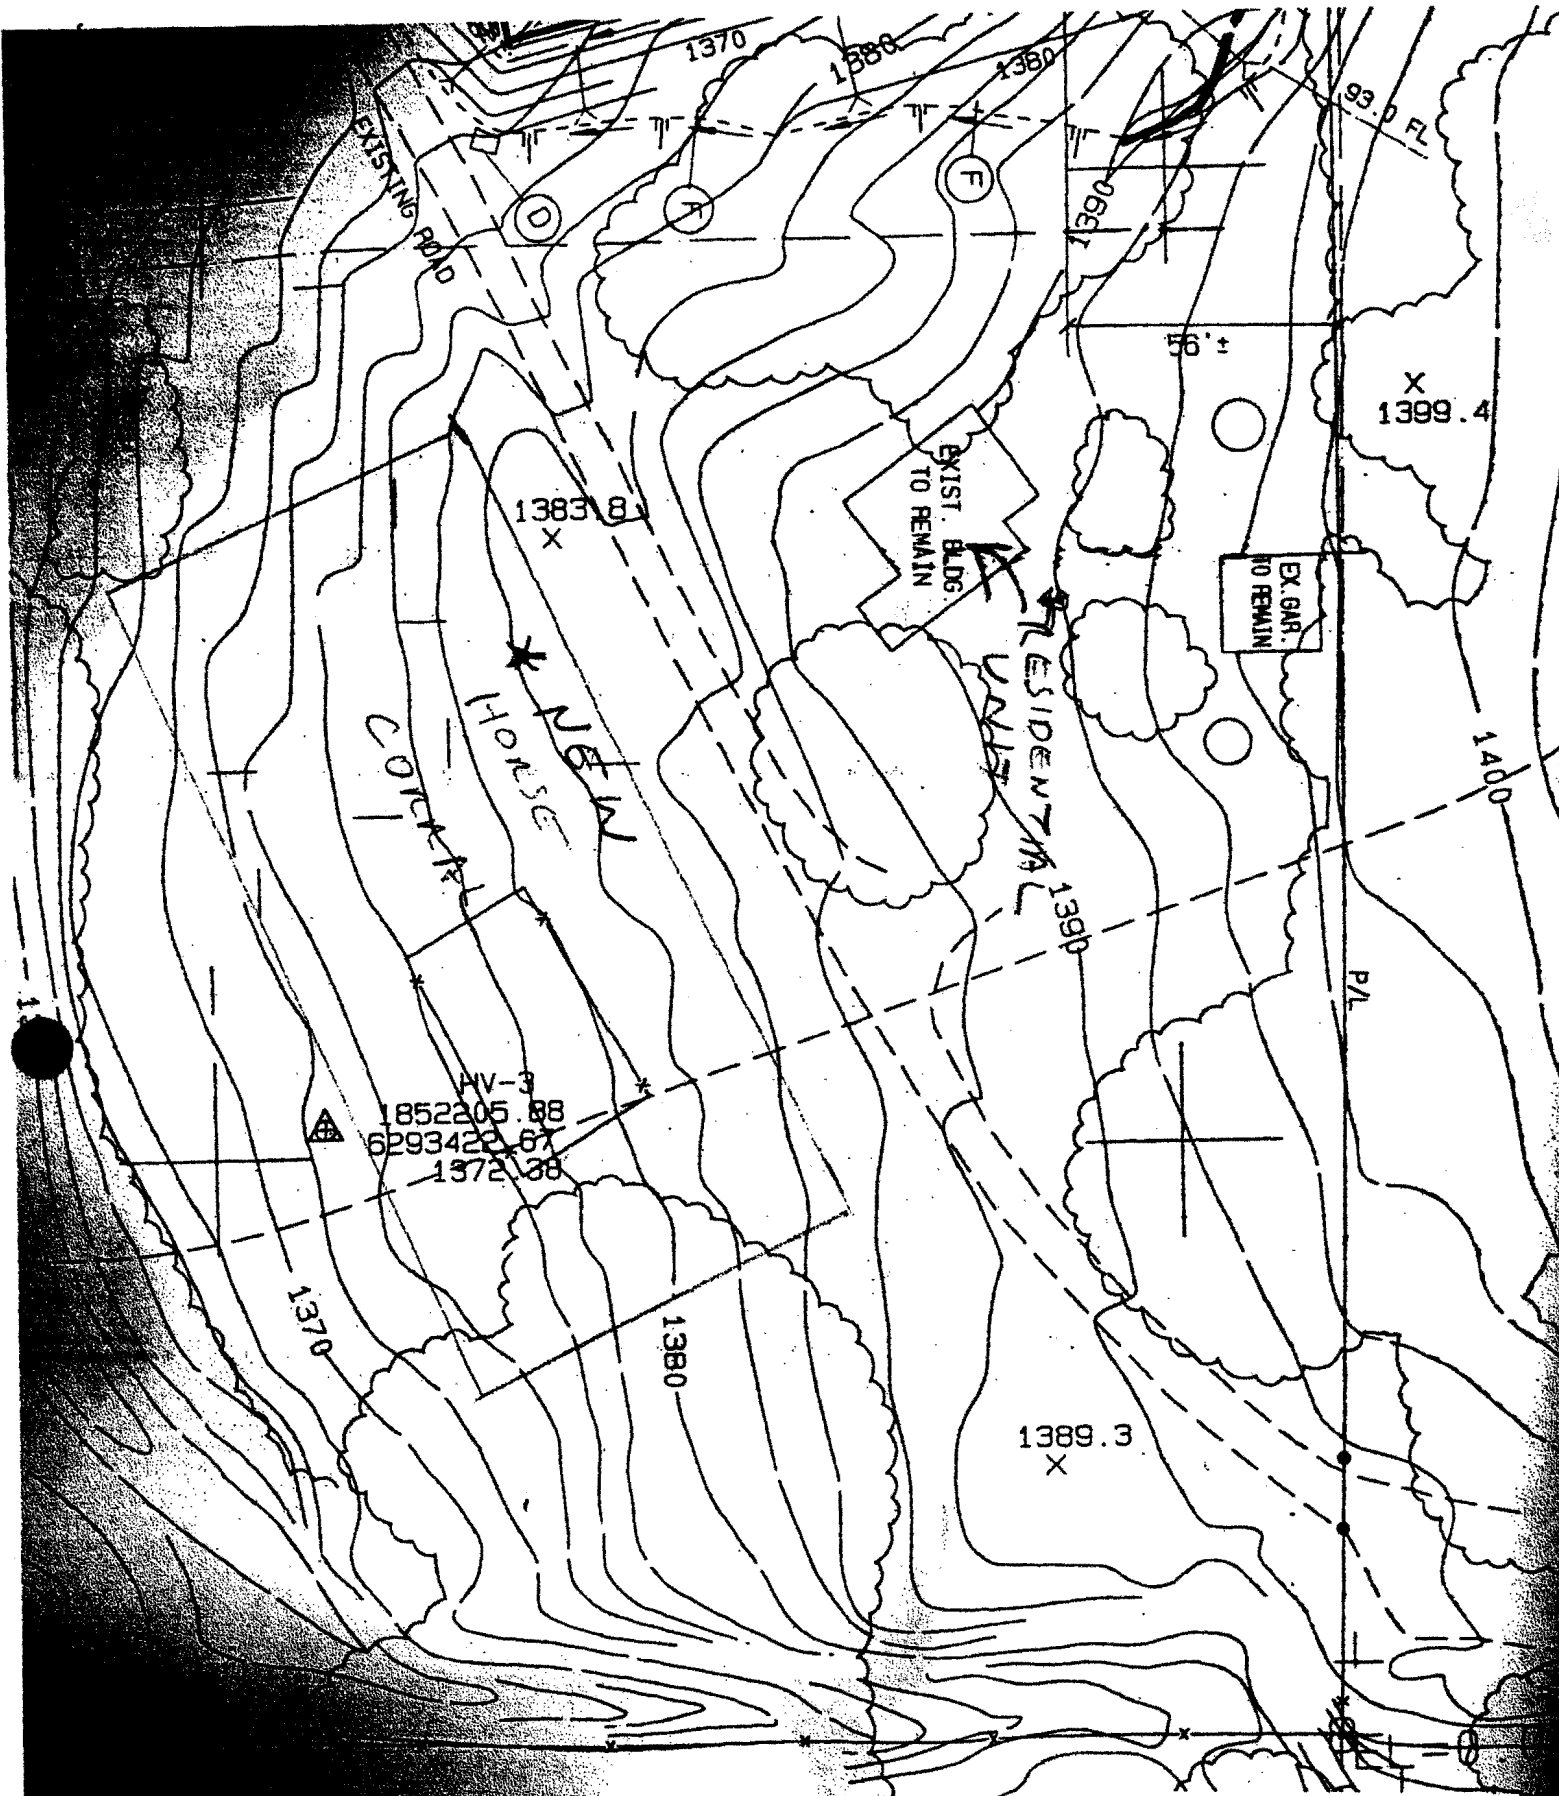 1370
1380
1380
93.0 FL
EXISTING ROAD
D
F
F
1390
56'±
X
1399.4
1383.8
X
EXIST. BLDG
TO REMAIN
EX.GAR.
TO REMAIN
RESIDENTIAL
UNIT
* NEW
HORSE
CORRAL
1400
1390
P/L
HV-3
1852205.88
6293422.67
1372.38
1370
1380
1389.3
X